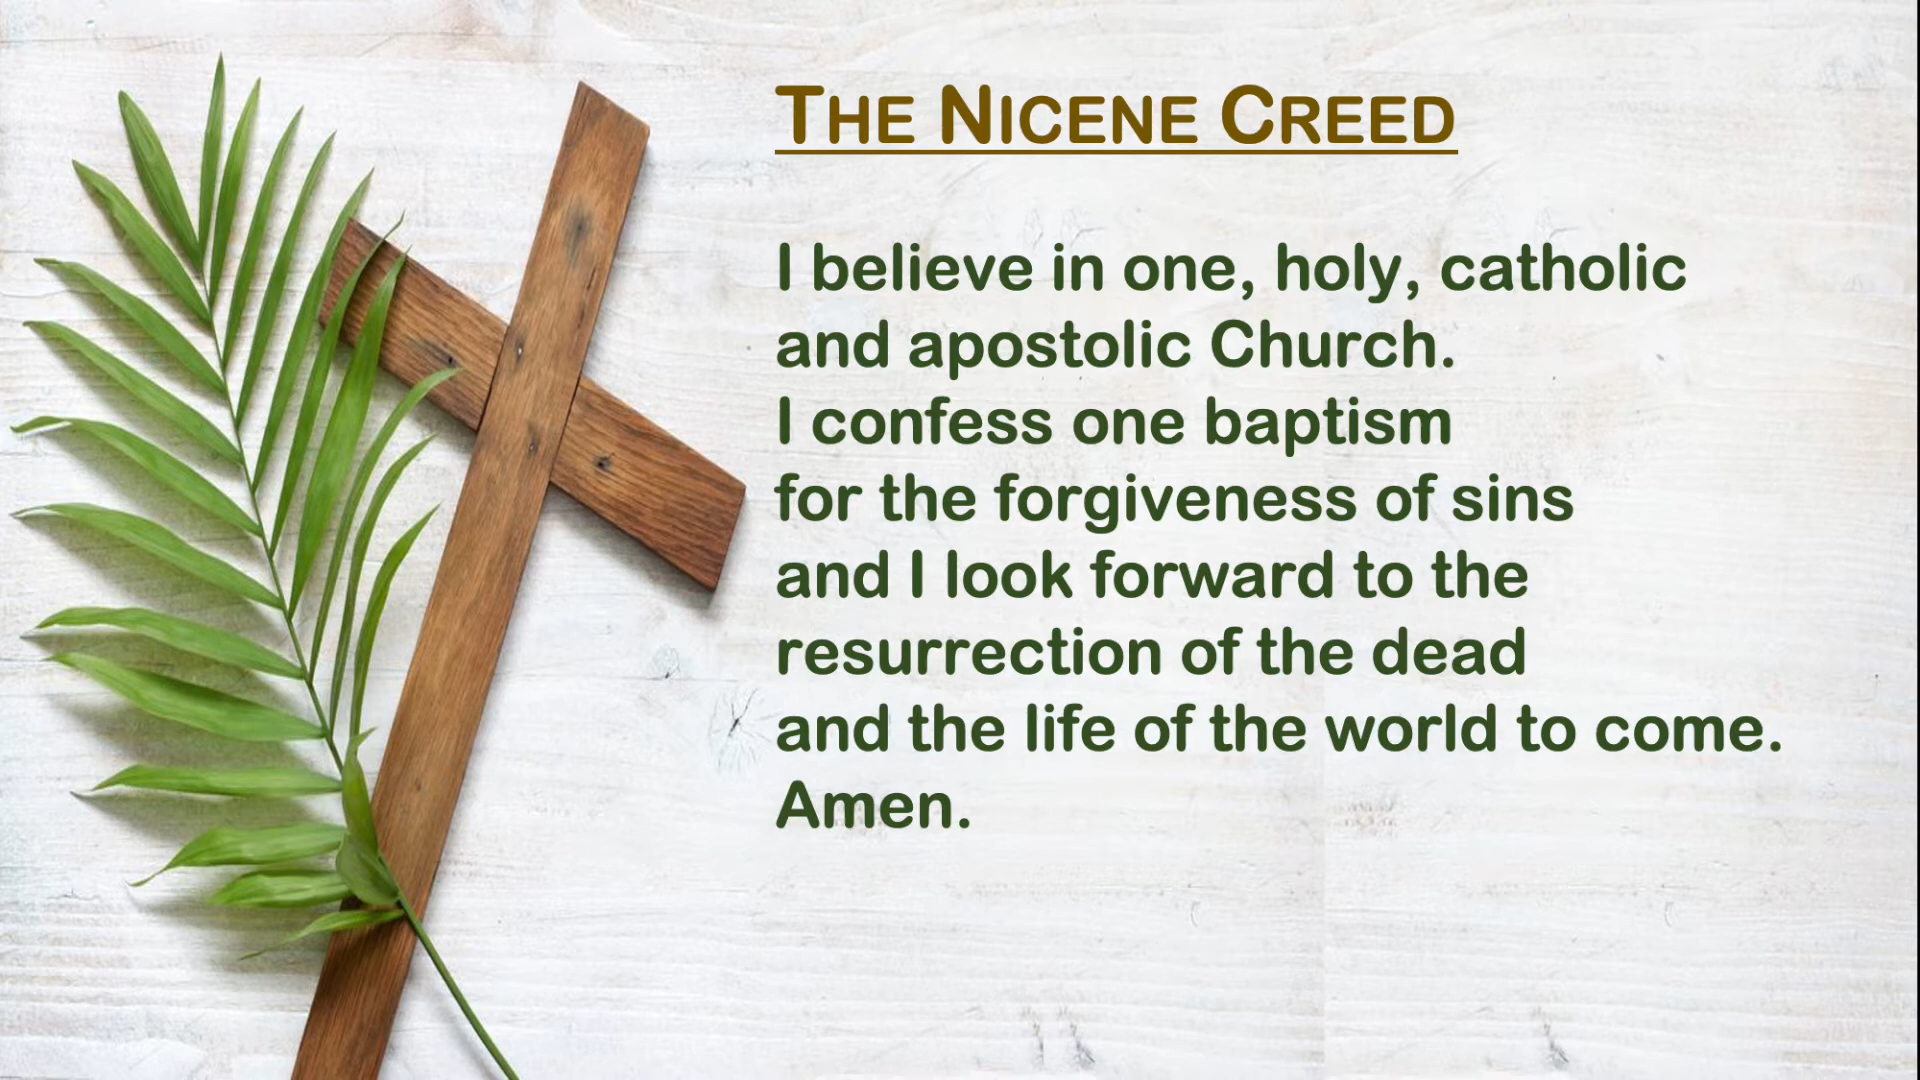 THE NICENE CREED
I believe in one, holy, catholic
and apostolic Church.
I confess one baptism
for the forgiveness of sins
and I look forward to the
resurrection of the dead
and the life of the world to come.
Amen.